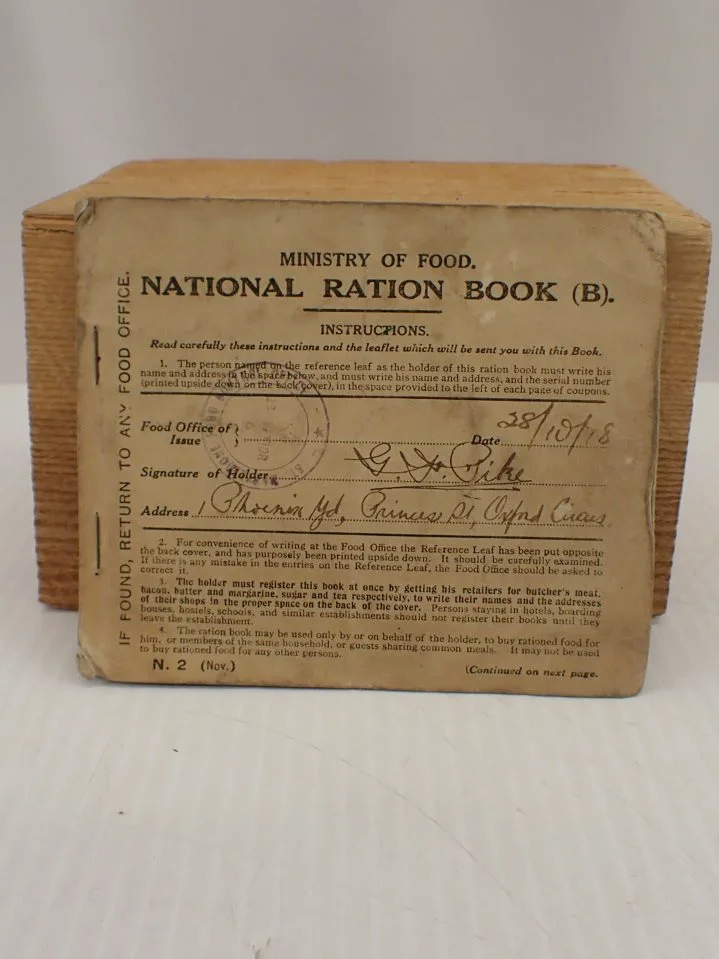 MINISTRY OF FOOD.
NATIONAL RATION BOOK (B).
INSTRUCTIONS.
Read carefully these instructions and the leaflet which will be sent you with this Book.
1. The person named on the reference leaf as the holder of this ration book must write his
name and address in the space below, and must write his name and address, and the serial number
(printed upside down on the back cover), in the space provided to the left of each page of coupons.
Food Office of } Issue
Date 28/10/18
Signature of Holder G. H. Pike
Address 1 Phoenix Yd, Princes St, Oxford Circus
2. For convenience of writing at the Food Office the Reference Leaf has been put opposite
the back cover, and has purposely been printed upside down. It should be carefully examined.
If there is any mistake in the entries on the Reference Leaf, the Food Office should be asked to
correct it.
3. The holder must register this book at once by getting his retailers for butcher's meat,
bacon, butter and margarine, sugar and tea respectively, to write their names and the addresses
of their shops in the proper space on the back of the cover. Persons staying in hotels, boarding
houses, hostels, schools, and similar establishments should not register their books until they
leave the establishment.
4. The ration book may be used only by or on behalf of the holder, to buy rationed food for
him, or members of the same household, or guests sharing common meals. It may not be used
to buy rationed food for any other persons.
N. 2 (Nov.)
(Continued on next page.
IF FOUND, RETURN TO ANY FOOD OFFICE.